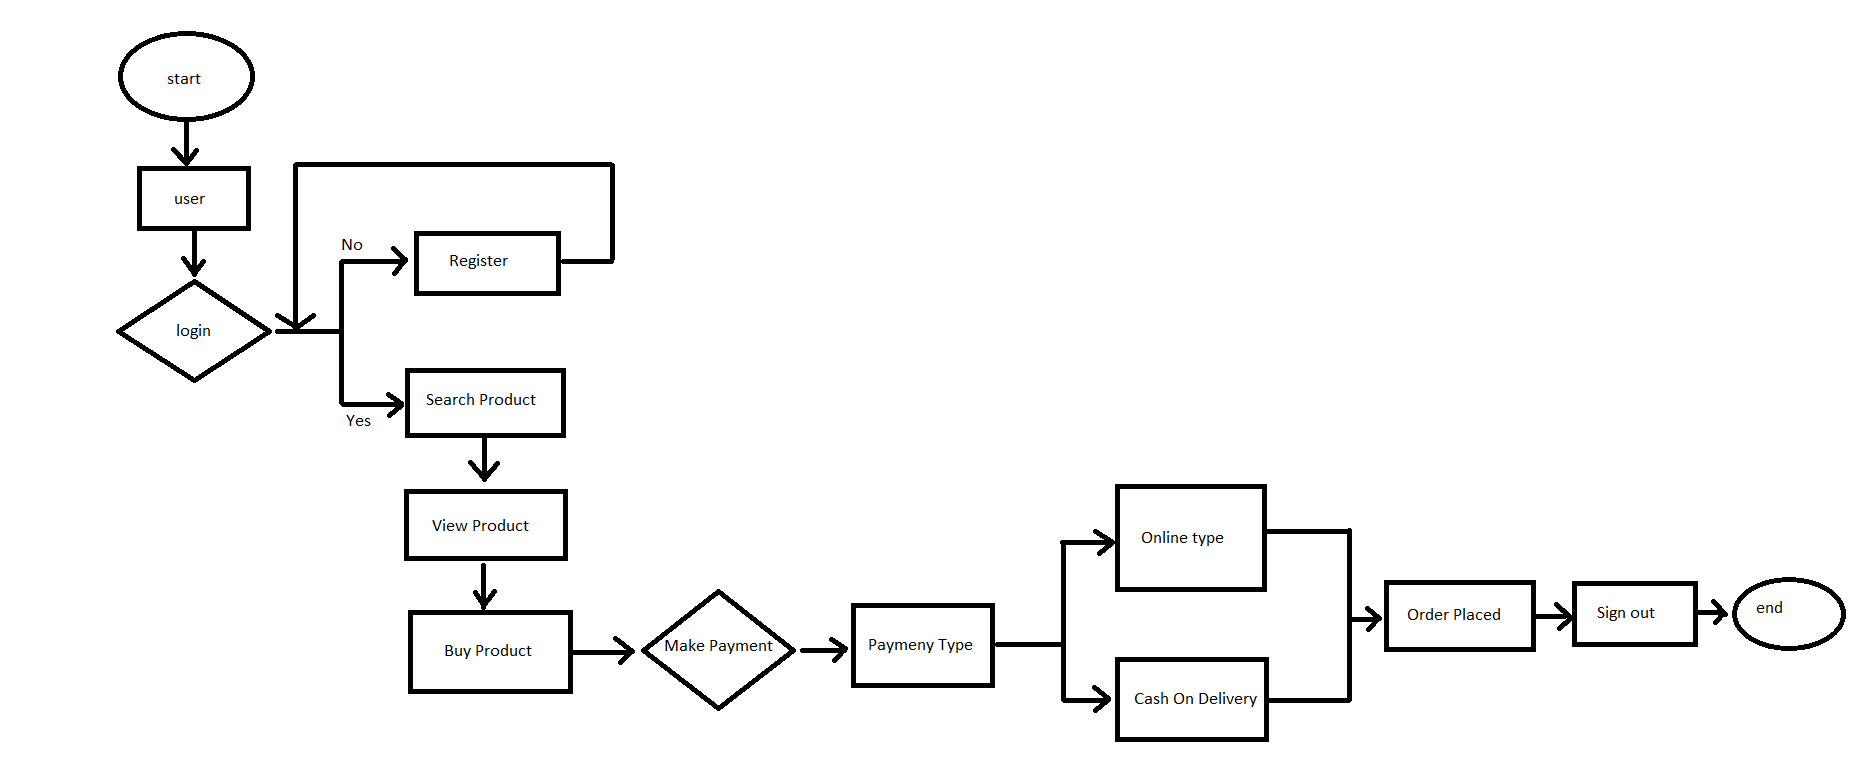 start
user
login
No
Register
Yes
Search Product
View Product
Buy Product
Make Payment
Paymeny Type
Online type
Cash On Delivery
Order Placed
Sign out
end